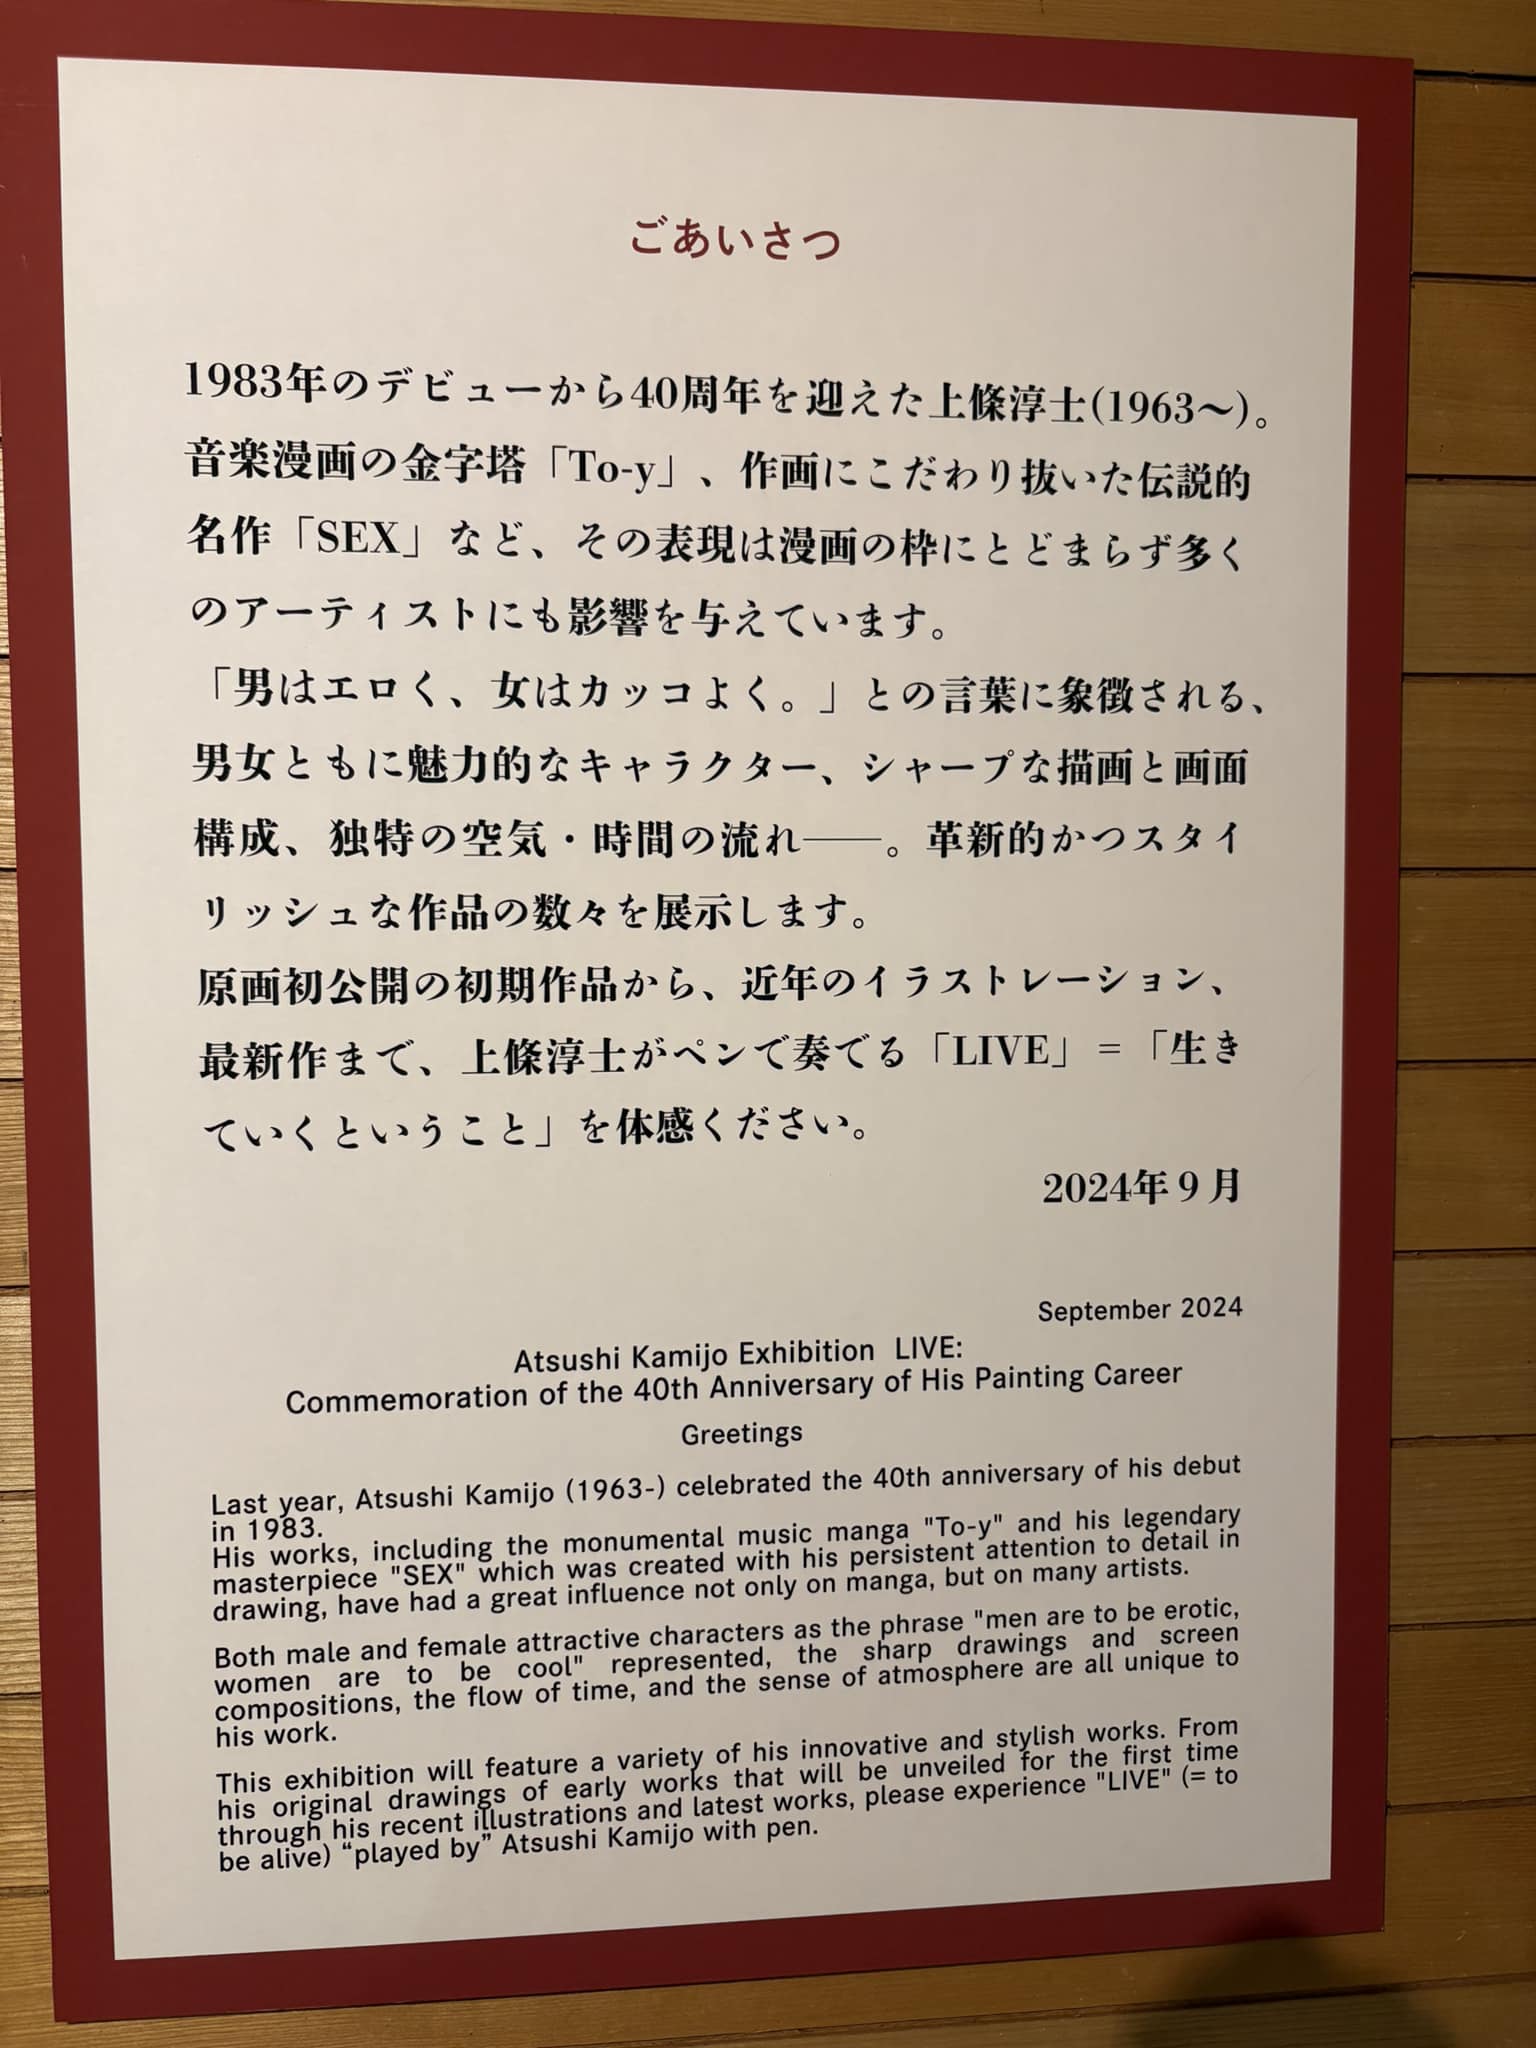 ごあいさつ
1983年のデビューから40周年を迎えた上條淳士(1963〜)。
音楽漫画の金字塔「To-y」、作画にこだわり抜いた伝説的
名作「SEX」など、その表現は漫画の枠にとどまらず多く
のアーティストにも影響を与えています。
「男はエロく、女はカッコよく。」との言葉に象徴される、
男女ともに魅力的なキャラクター、シャープな描画と画面
構成、独特の空気・時間の流れ――。革新的かつスタイ
リッシュな作品の数々を展示します。
原画初公開の初期作品から、近年のイラストレーション、
最新作まで、上條淳士がペンで奏でる「LIVE」=「生き
ていくということ」を体感ください。
2024年9月
September 2024
Atsushi Kamijo Exhibition LIVE:
Commemoration of the 40th Anniversary of His Painting Career
Greetings
Last year, Atsushi Kamijo (1963-) celebrated the 40th anniversary of his debut
in 1983.
His works, including the monumental music manga "To-y" and his legendary
masterpiece "SEX" which was created with his persistent attention to detail in
drawing, have had a great influence not only on manga, but on many artists.
Both male and female attractive characters as the phrase "men are to be erotic,
women are to be cool" represented, the sharp drawings and screen
compositions, the flow of time, and the sense of atmosphere are all unique to
his work.
This exhibition will feature a variety of his innovative and stylish works. From
his original drawings of early works that will be unveiled for the first time
through his recent illustrations and latest works, please experience "LIVE" (= to
be alive) “played by” Atsushi Kamijo with pen.